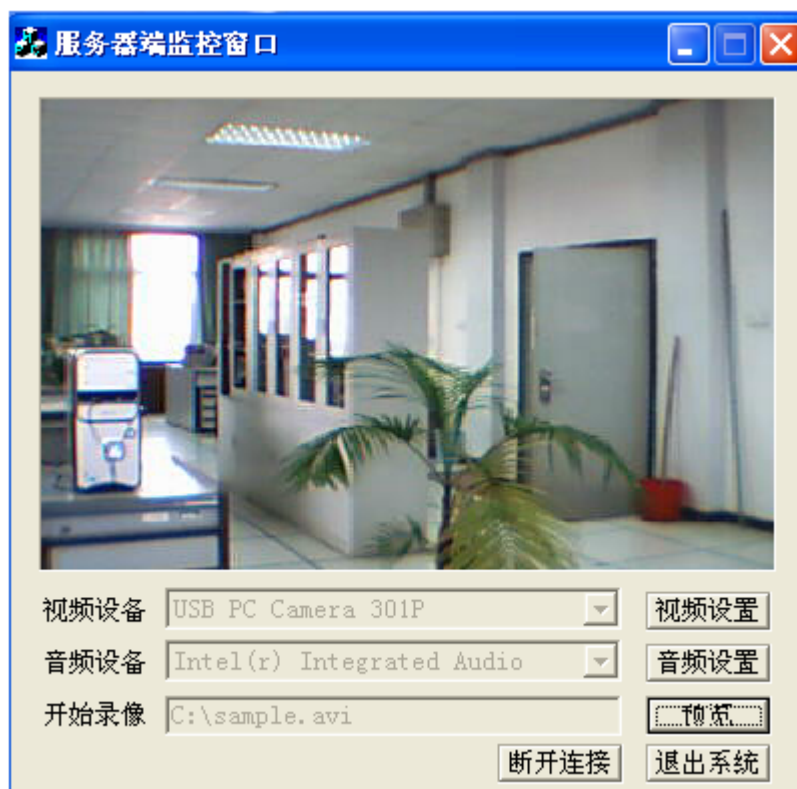 服务器端监控窗口
视频设备 USB PC Camera 301P 视频设置
音频设备 Intel(r) Integrated Audio 音频设置
开始录像 C:\sample.avi 预览
断开连接 退出系统